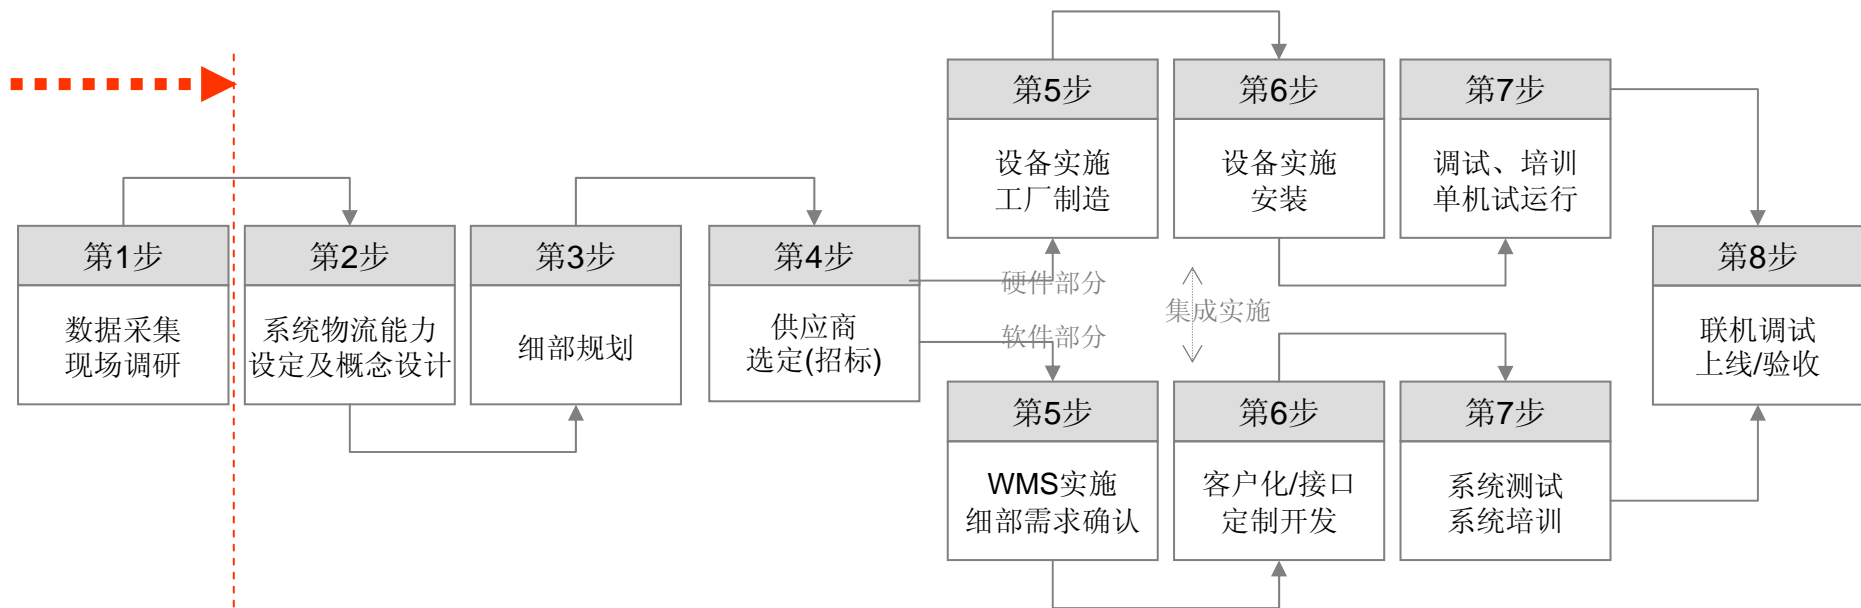 第1步
数据采集
现场调研
第2步
系统物流能力
设定及概念设计
第3步
细部规划
第4步
供应商
选定(招标)
硬件部分
软件部分
集成实施
第5步
设备实施
工厂制造
第6步
设备实施
安装
第7步
调试、培训
单机试运行
第5步
WMS实施
细部需求确认
第6步
客户化/接口
定制开发
第7步
系统测试
系统培训
第8步
联机调试
上线/验收